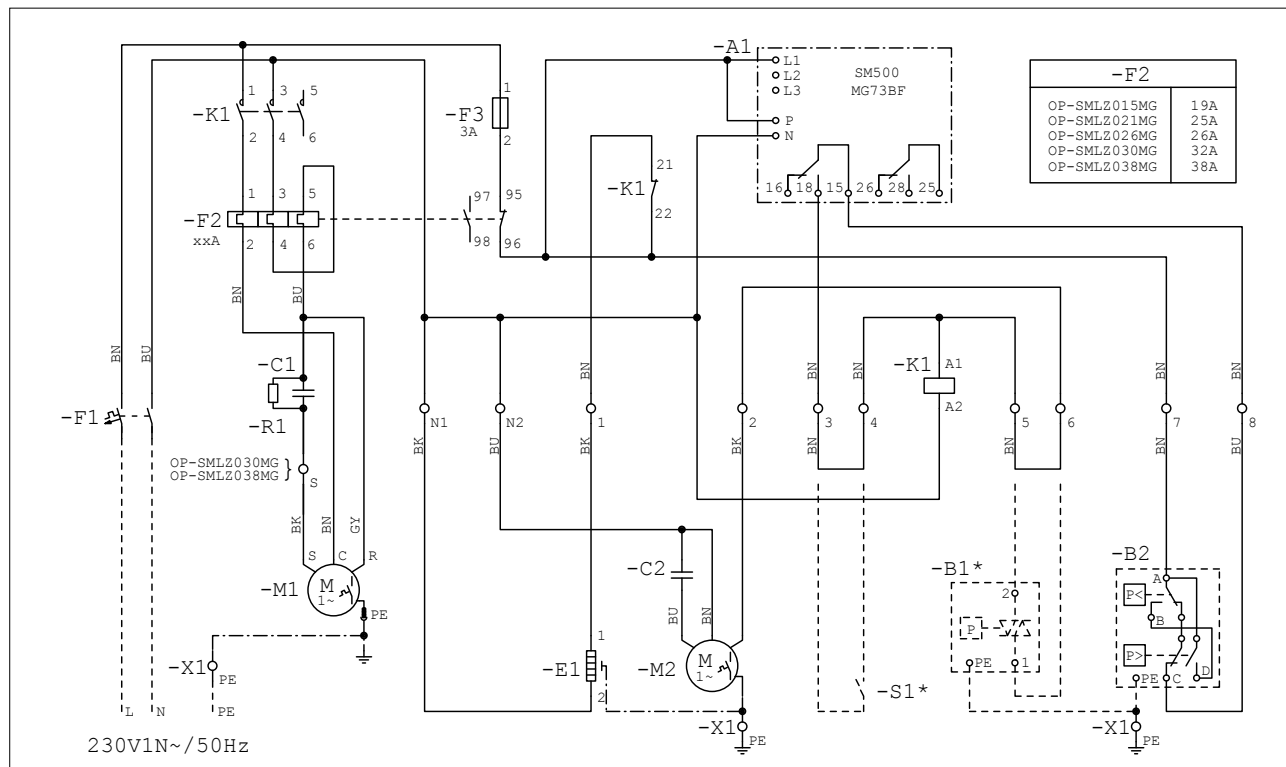 -A1
L1
L2
L3
P
N
SM500
MG73BF
16
18
15
26
28
25
-F2
OP-SMLZ015MG 19A
OP-SMLZ021MG 25A
OP-SMLZ026MG 26A
OP-SMLZ030MG 32A
OP-SMLZ038MG 38A
-K1
1 3 5
2 4 6
-F3
3A
1
2
-K1
21
22
-F2
xxA
1 3 5
2 4 6
97 95
98 96
BN BU
BN BU
-C1
-R1
-F1
OP-SMLZ030MG
OP-SMLZ038MG
S
BK BN GY
S C R
-M1
M
1~
PE
-X1
PE
L N PE
230V1N~/50Hz
N1
BK
N2
BU
BN
1
BK
2
BK
BN
3
BN
BN
4
-K1
A1
A2
BN
5
BN
6
BN
7
BN
BN
8
BU
-E1
1
2
-C2
BU BN
-M2
M
1~
-X1
PE
-S1*
-B1*
2
P
PE
1
-B2
A
P<
B
P>
D
PE
C
-X1
PE